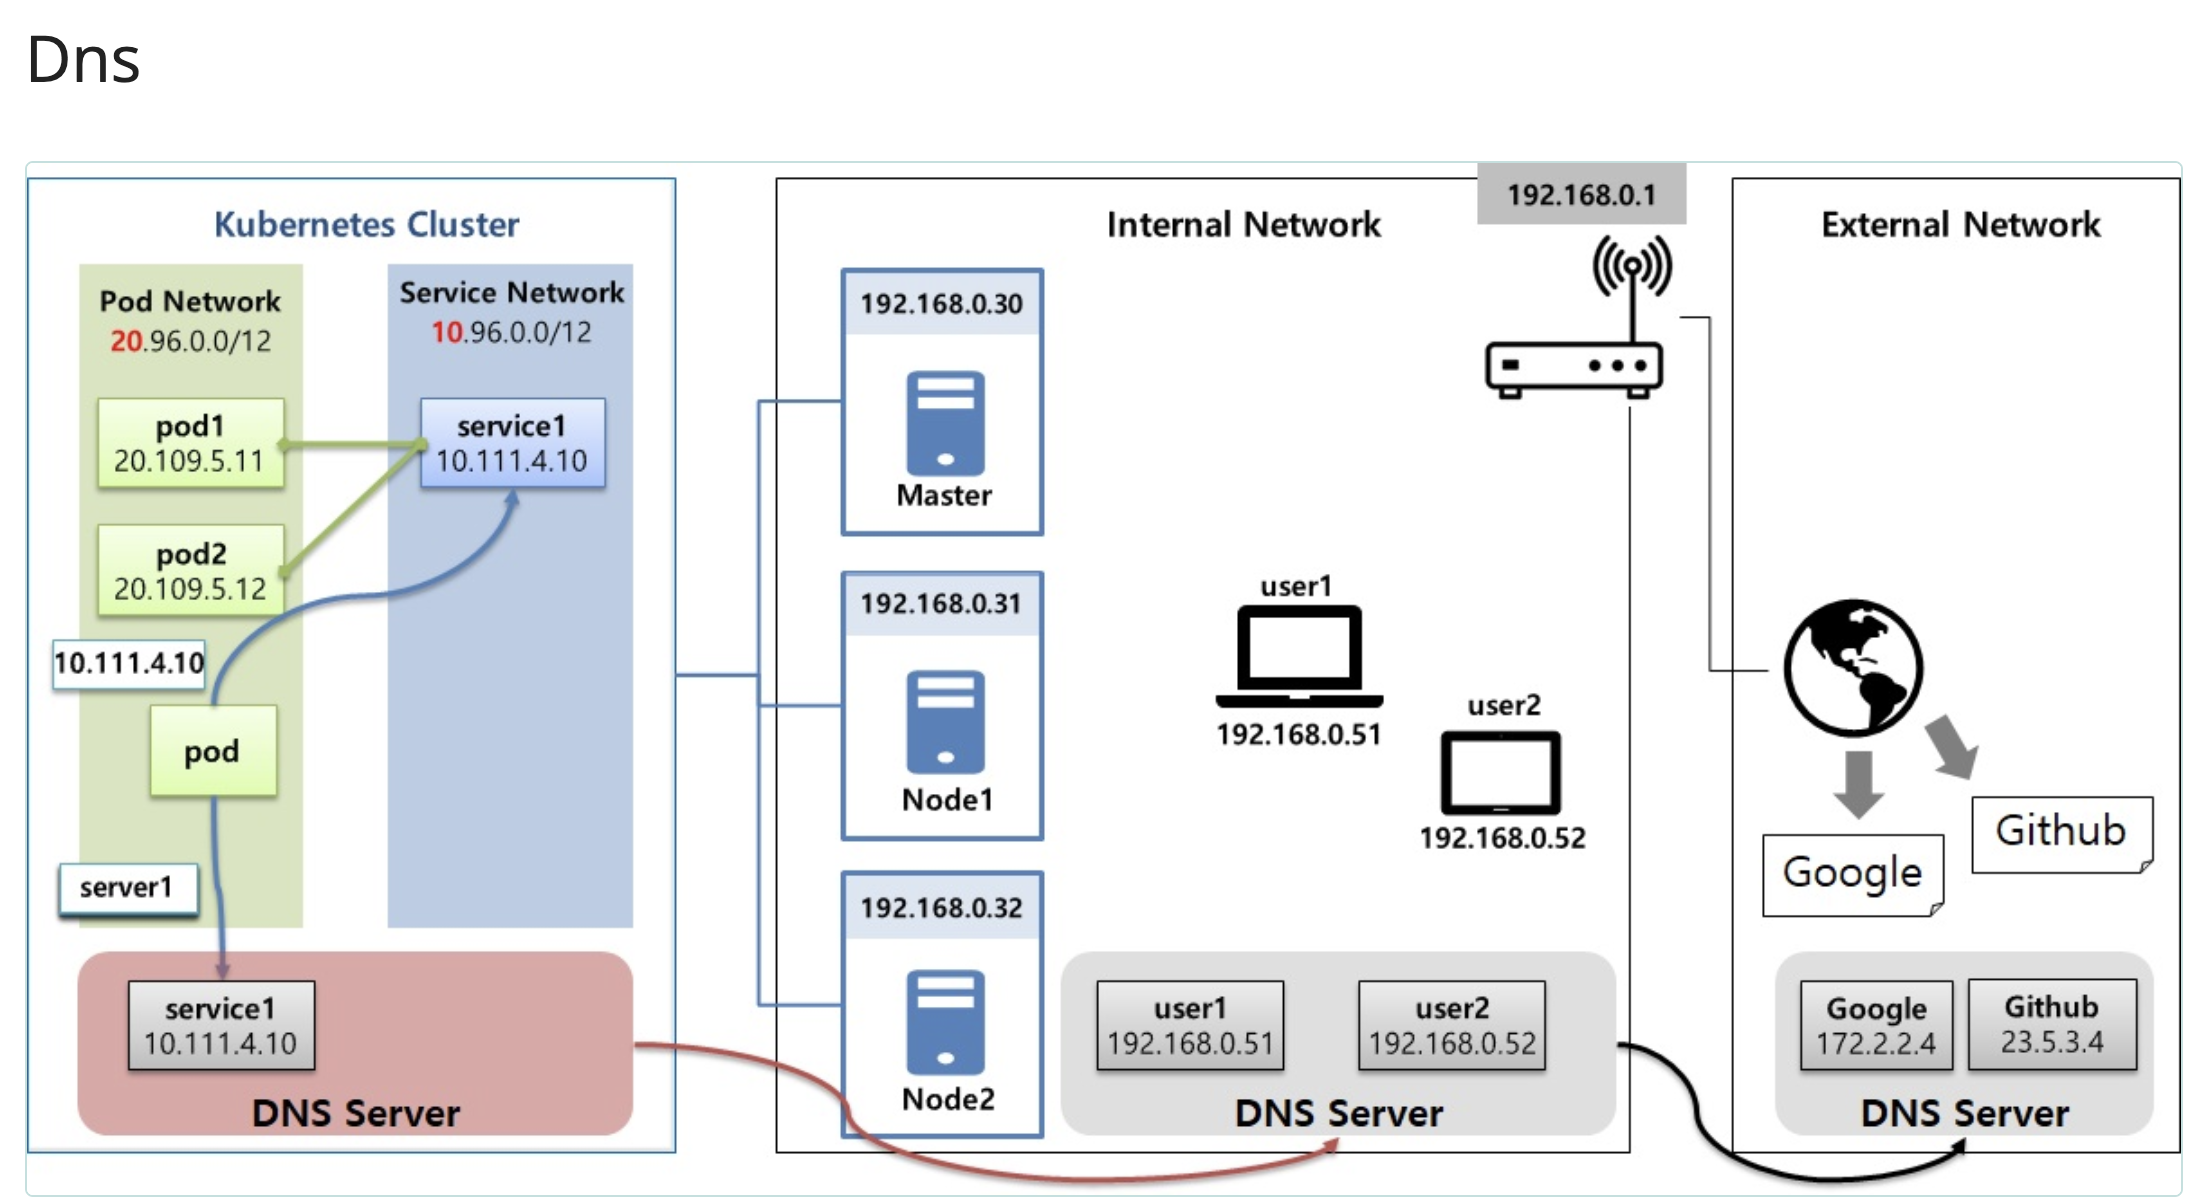 Dns
Kubernetes Cluster
Pod Network
20.96.0.0/12
Service Network
10.96.0.0/12
pod1
20.109.5.11
service1
10.111.4.10
pod2
20.109.5.12
10.111.4.10
pod
server1
service1
10.111.4.10
DNS Server
Internal Network
192.168.0.1
192.168.0.30
Master
192.168.0.31
Node1
192.168.0.32
Node2
user1
192.168.0.51
user2
192.168.0.52
user1
192.168.0.51
user2
192.168.0.52
DNS Server
External Network
Google
Github
Google
172.2.2.4
Github
23.5.3.4
DNS Server